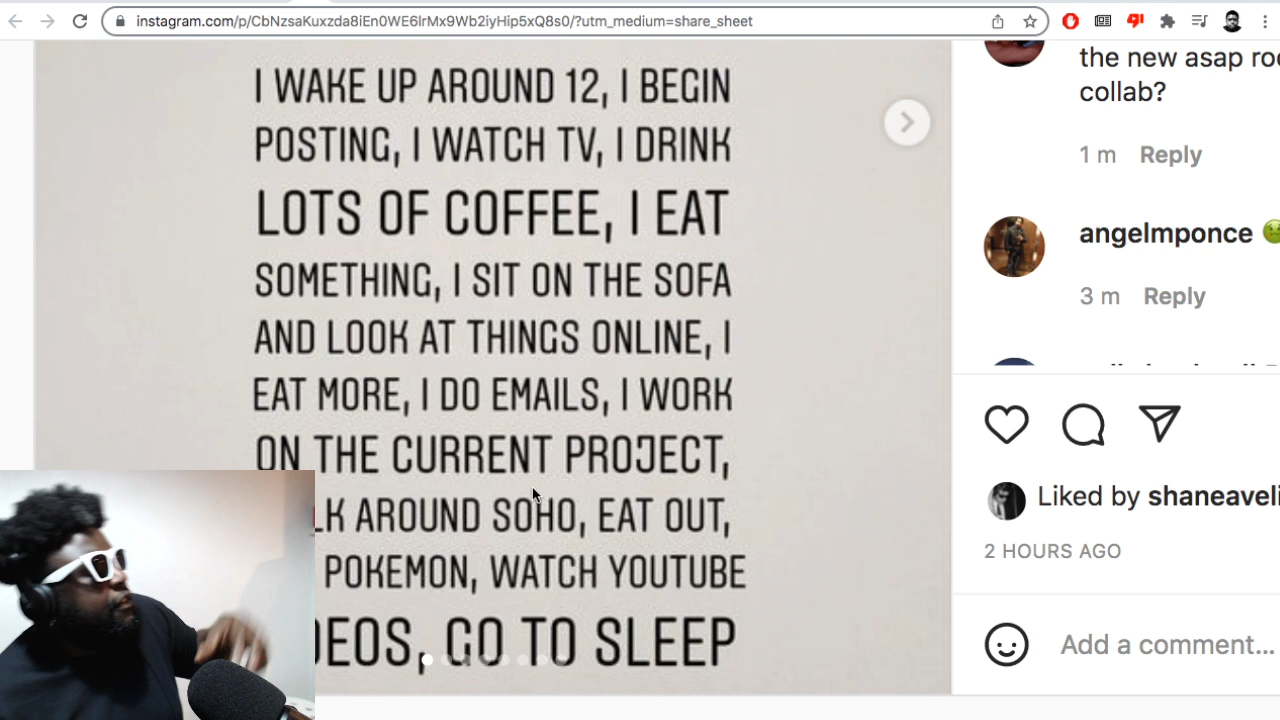 instagram.com/p/CbNzsaKuxzda8iEn0WE6lrMx9Wb2iyHip5xQ8s0/?utm_medium=share_sheet
I WAKE UP AROUND 12, I BEGIN
POSTING, I WATCH TV, I DRINK
LOTS OF COFFEE, I EAT
SOMETHING, I SIT ON THE SOFA
AND LOOK AT THINGS ONLINE, I
EAT MORE, I DO EMAILS, I WORK
ON THE CURRENT PROJECT,
LK AROUND SOHO, EAT OUT,
POKEMON, WATCH YOUTUBE
DEOS, GO TO SLEEP
the new asap roc
collab?
1 m Reply
angelmponce
3 m Reply
Liked by shaneaveli
2 HOURS AGO
Add a comment...